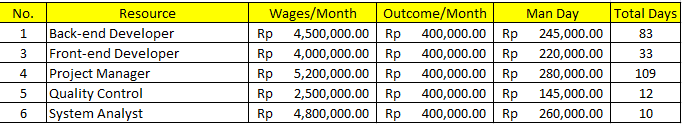 No. Resource Wages/Month Outcome/Month Man Day Total Days
1 Back-end Developer Rp 4,500,000.00 Rp 400,000.00 Rp 245,000.00 83
3 Front-end Developer Rp 4,000,000.00 Rp 400,000.00 Rp 220,000.00 33
4 Project Manager Rp 5,200,000.00 Rp 400,000.00 Rp 280,000.00 109
5 Quality Control Rp 2,500,000.00 Rp 400,000.00 Rp 145,000.00 12
6 System Analyst Rp 4,800,000.00 Rp 400,000.00 Rp 260,000.00 10